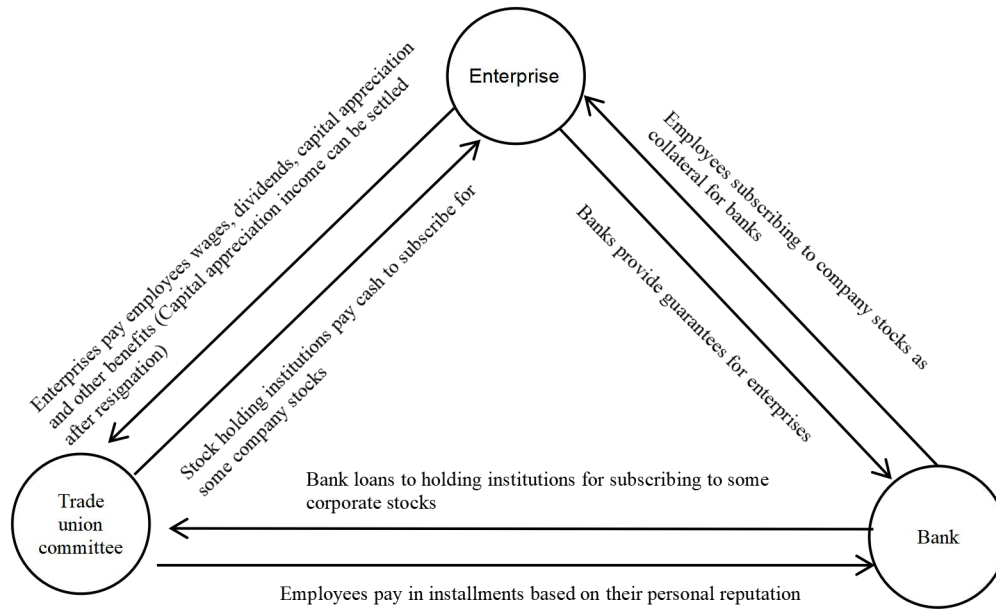 Enterprise
Enterprises pay employees wages, dividends, capital appreciation
and other benefits (Capital appreciation income can be settled
after resignation)
Stock holding institutions pay cash to subscribe for
some company stocks
Employees subscribing to company stocks as
collateral for banks
Banks provide guarantees for enterprises
Bank loans to holding institutions for subscribing to some
corporate stocks
Trade
union
committee
Bank
Employees pay in installments based on their personal reputation